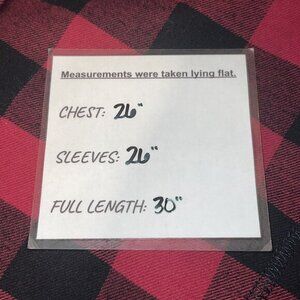 Measurements were taken lying flat.
CHEST: 26"
SLEEVES: 26"
FULL LENGTH: 30"